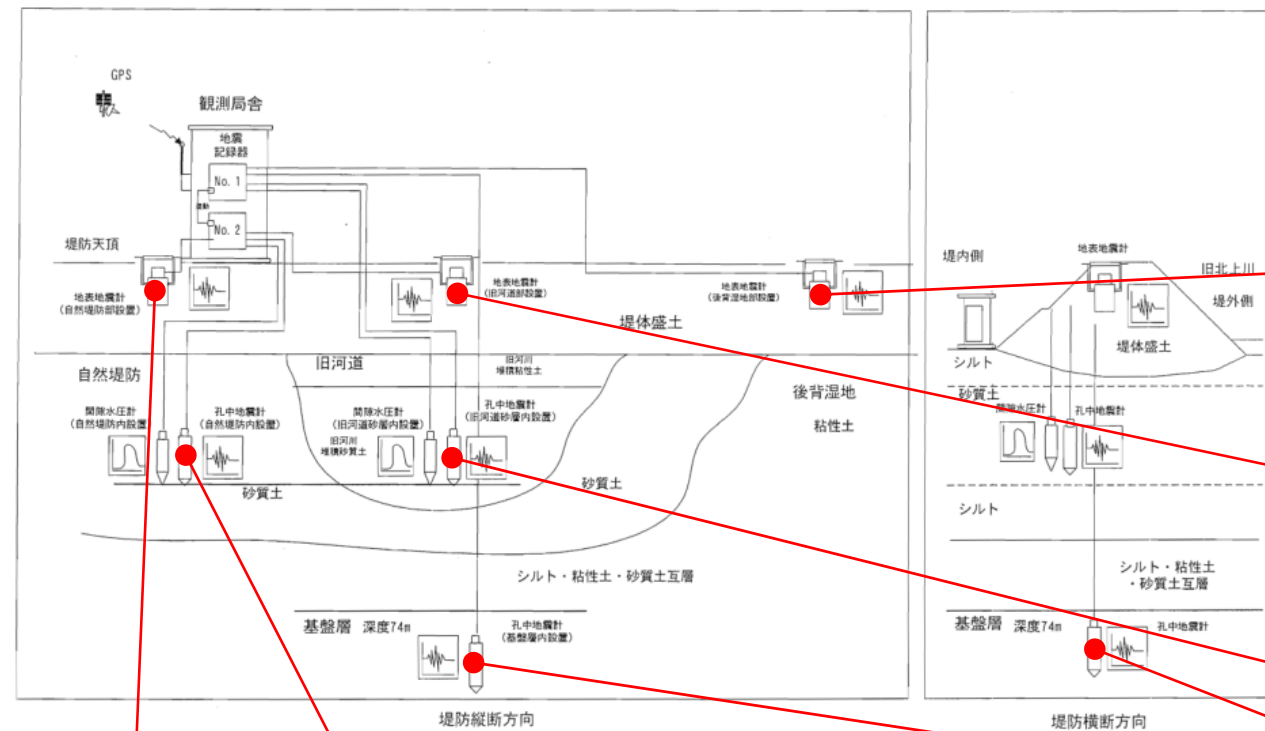 GPS
観測局舎
地震
記録器
No. 1
連動
No. 2
堤防天頂
地表地震計
(自然堤防部設置)
地表地震計
(旧河道部設置)
地表地震計
(後背湿地部設置)
堤体盛土
自然堤防
旧河道
旧河川
堆積粘性土
後背湿地
粘性土
間隙水圧計
(自然堤防内設置)
孔中地震計
(自然堤防内設置)
間隙水圧計
(旧河道砂層内設置)
旧河川
堆積砂質土
孔中地震計
(旧河道砂層内設置)
砂質土
砂質土
シルト・粘性土・砂質土互層
基盤層 深度74m
孔中地震計
(基盤層内設置)
堤防縦断方向
堤内側
地表地震計
旧北上川
堤外側
堤体盛土
シルト
砂質土
間隙水圧計
孔中地震計
シルト
シルト・粘性土
・砂質土互層
基盤層 深度74m
孔中地震計
堤防横断方向